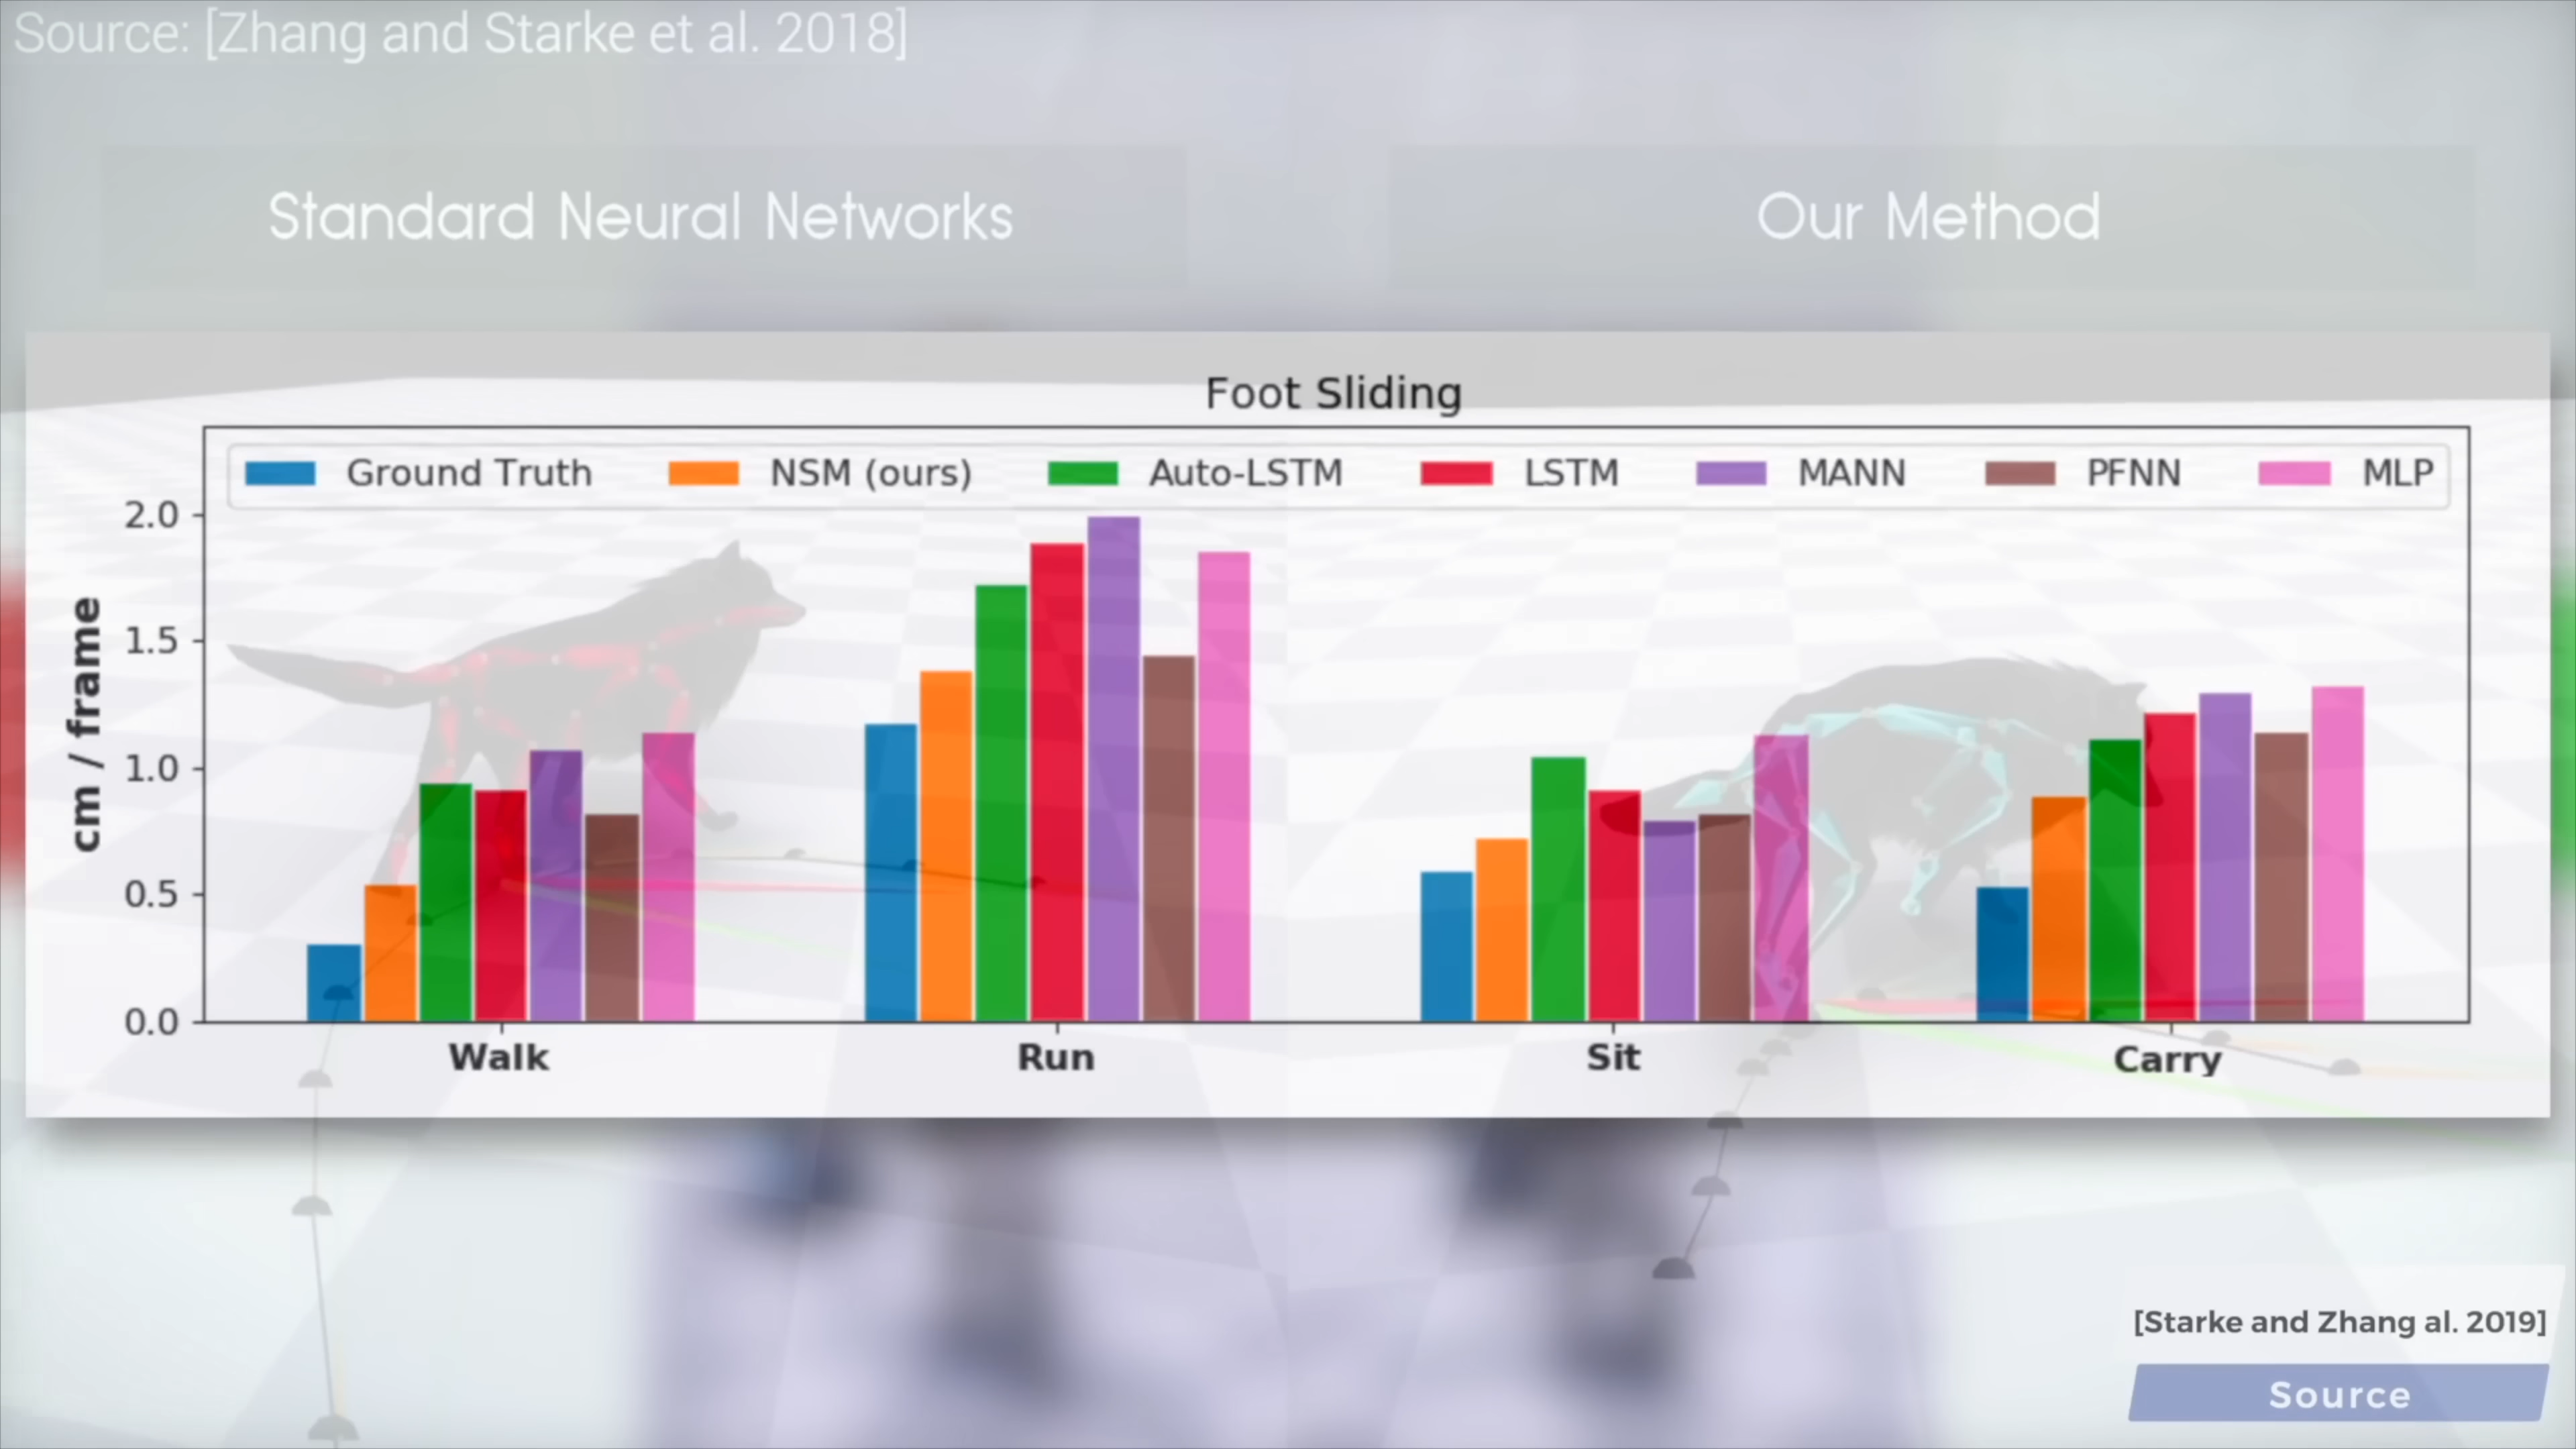 Source: [Zhang and Starke et al. 2018]
Standard Neural Networks
Our Method
Foot Sliding
Ground Truth
NSM (ours)
Auto-LSTM
LSTM
MANN
PFNN
MLP
cm / frame
2.0
1.5
1.0
0.5
0.0
Walk
Run
Sit
Carry
[Starke and Zhang al. 2019]
Source